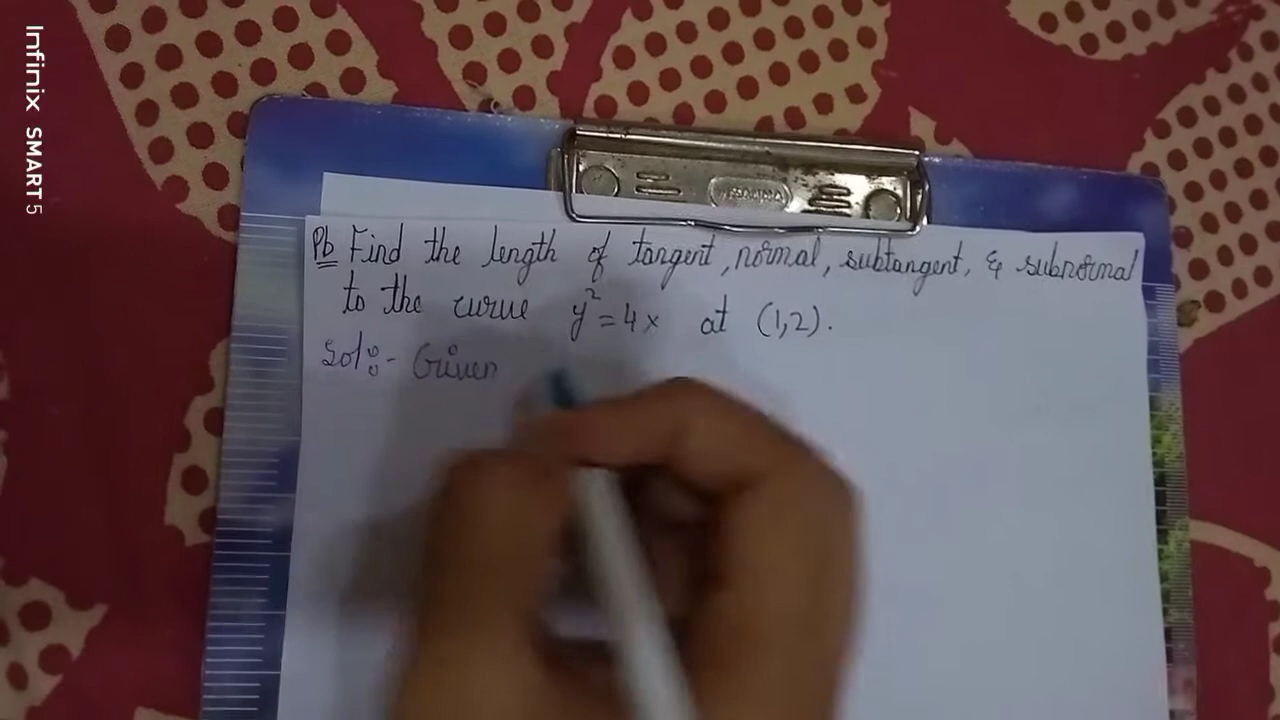 Infinix SMART 5
Pb Find the length of tangent, normal, subtangent, & subnormal
to the curve y²=4x at (1,2).
Sol:- Given